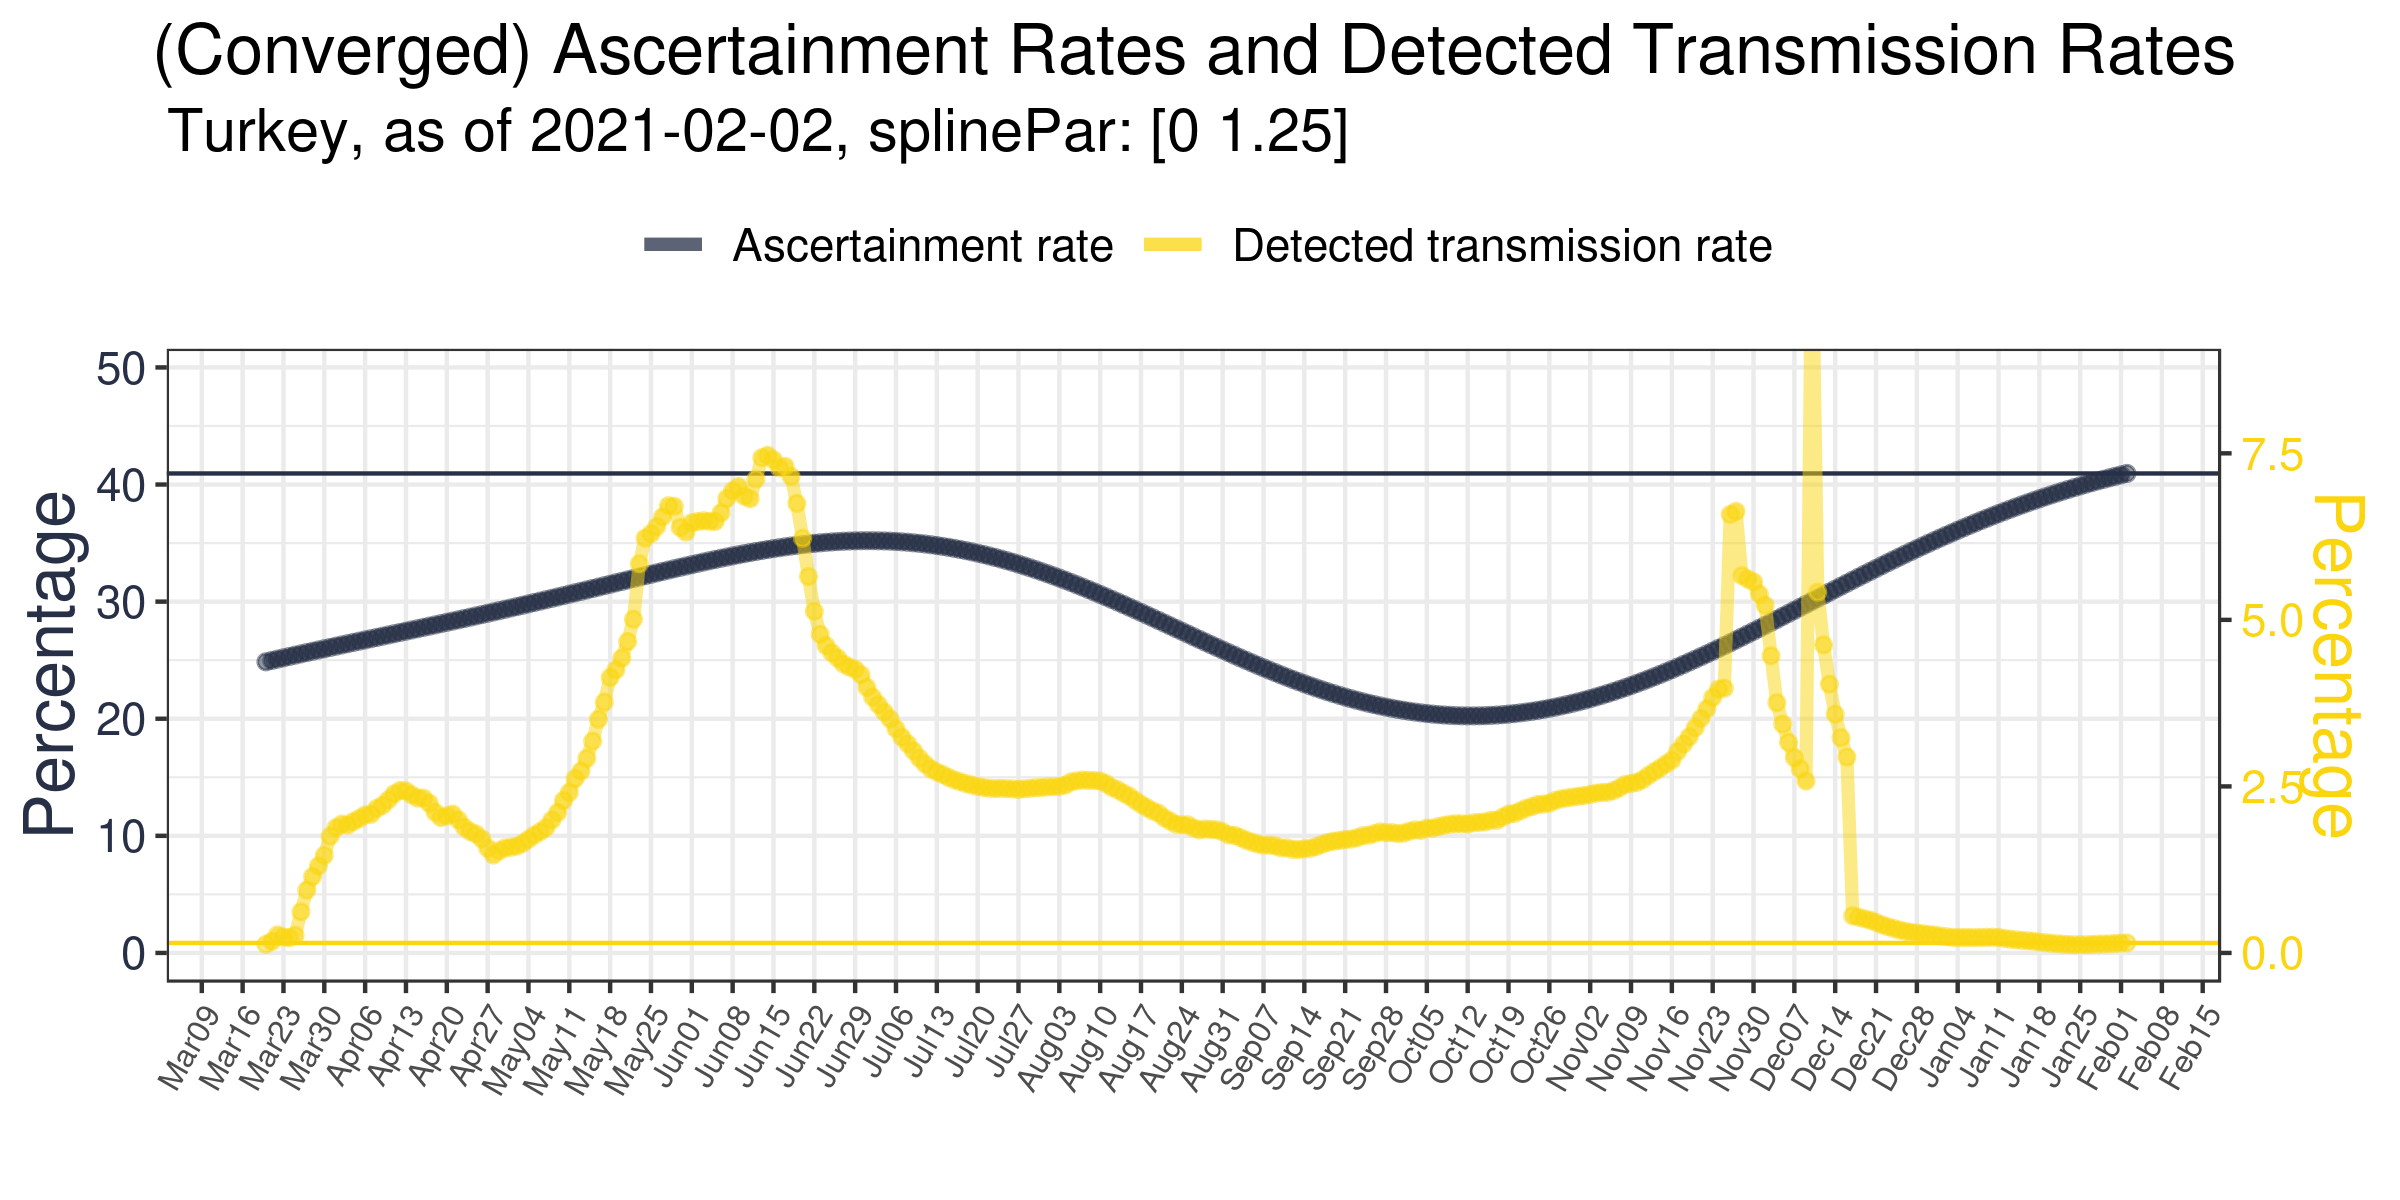 (Converged) Ascertainment Rates and Detected Transmission Rates
Turkey, as of 2021-02-02, splinePar: [0 1.25]
Ascertainment rate Detected transmission rate
Percentage
50
40
30
20
10
0
7.5
5.0
2.5
0.0
Percentage
Mar09 Mar16 Mar23 Mar30 Apr06 Apr13 Apr20 Apr27 May04 May11 May18 May25 Jun01 Jun08 Jun15 Jun22 Jun29 Jul06 Jul13 Jul20 Jul27 Aug03 Aug10 Aug17 Aug24 Aug31 Sep07 Sep14 Sep21 Sep28 Oct05 Oct12 Oct19 Oct26 Nov02 Nov09 Nov16 Nov23 Nov30 Dec07 Dec14 Dec21 Dec28 Jan04 Jan11 Jan18 Jan25 Feb01 Feb08 Feb15